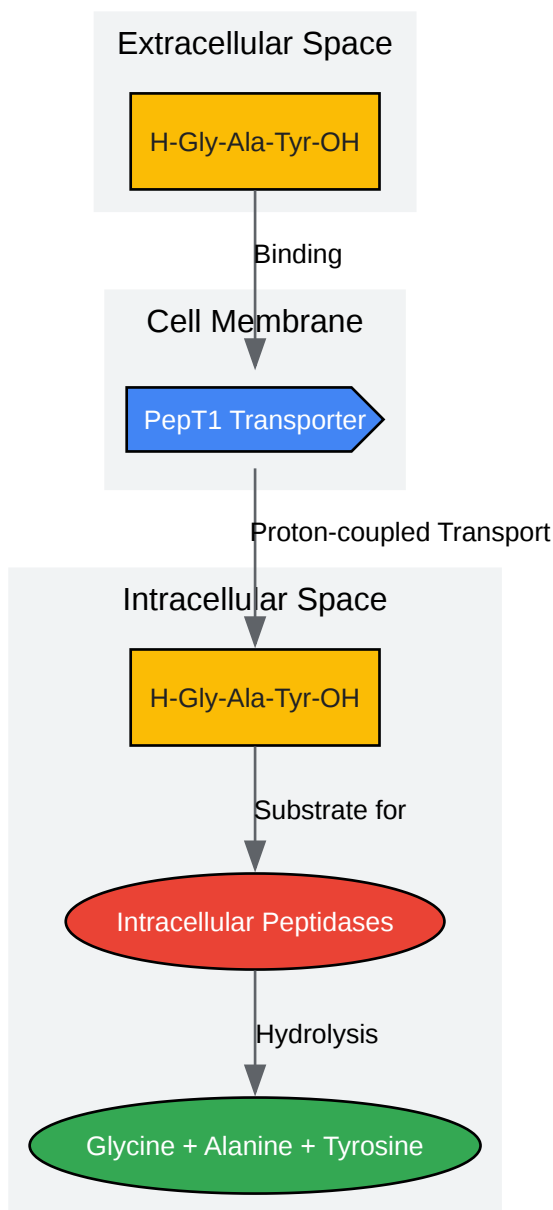 Extracellular Space
H-Gly-Ala-Tyr-OH
Binding
Cell Membrane
PepT1 Transporter
Proton-coupled Transport
Intracellular Space
H-Gly-Ala-Tyr-OH
Substrate for
Intracellular Peptidases
Hydrolysis
Glycine + Alanine + Tyrosine